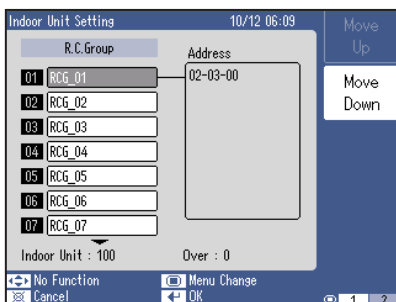 Indoor Unit Setting 10/12 06:09
R.C.Group Address
01 RCG_01 02-03-00
02 RCG_02
03 RCG_03
04 RCG_04
05 RCG_05
06 RCG_06
07 RCG_07
Indoor Unit : 100 Over : 0
No Function Menu Change
Cancel OK
Move
Up
Move
Down
1 2